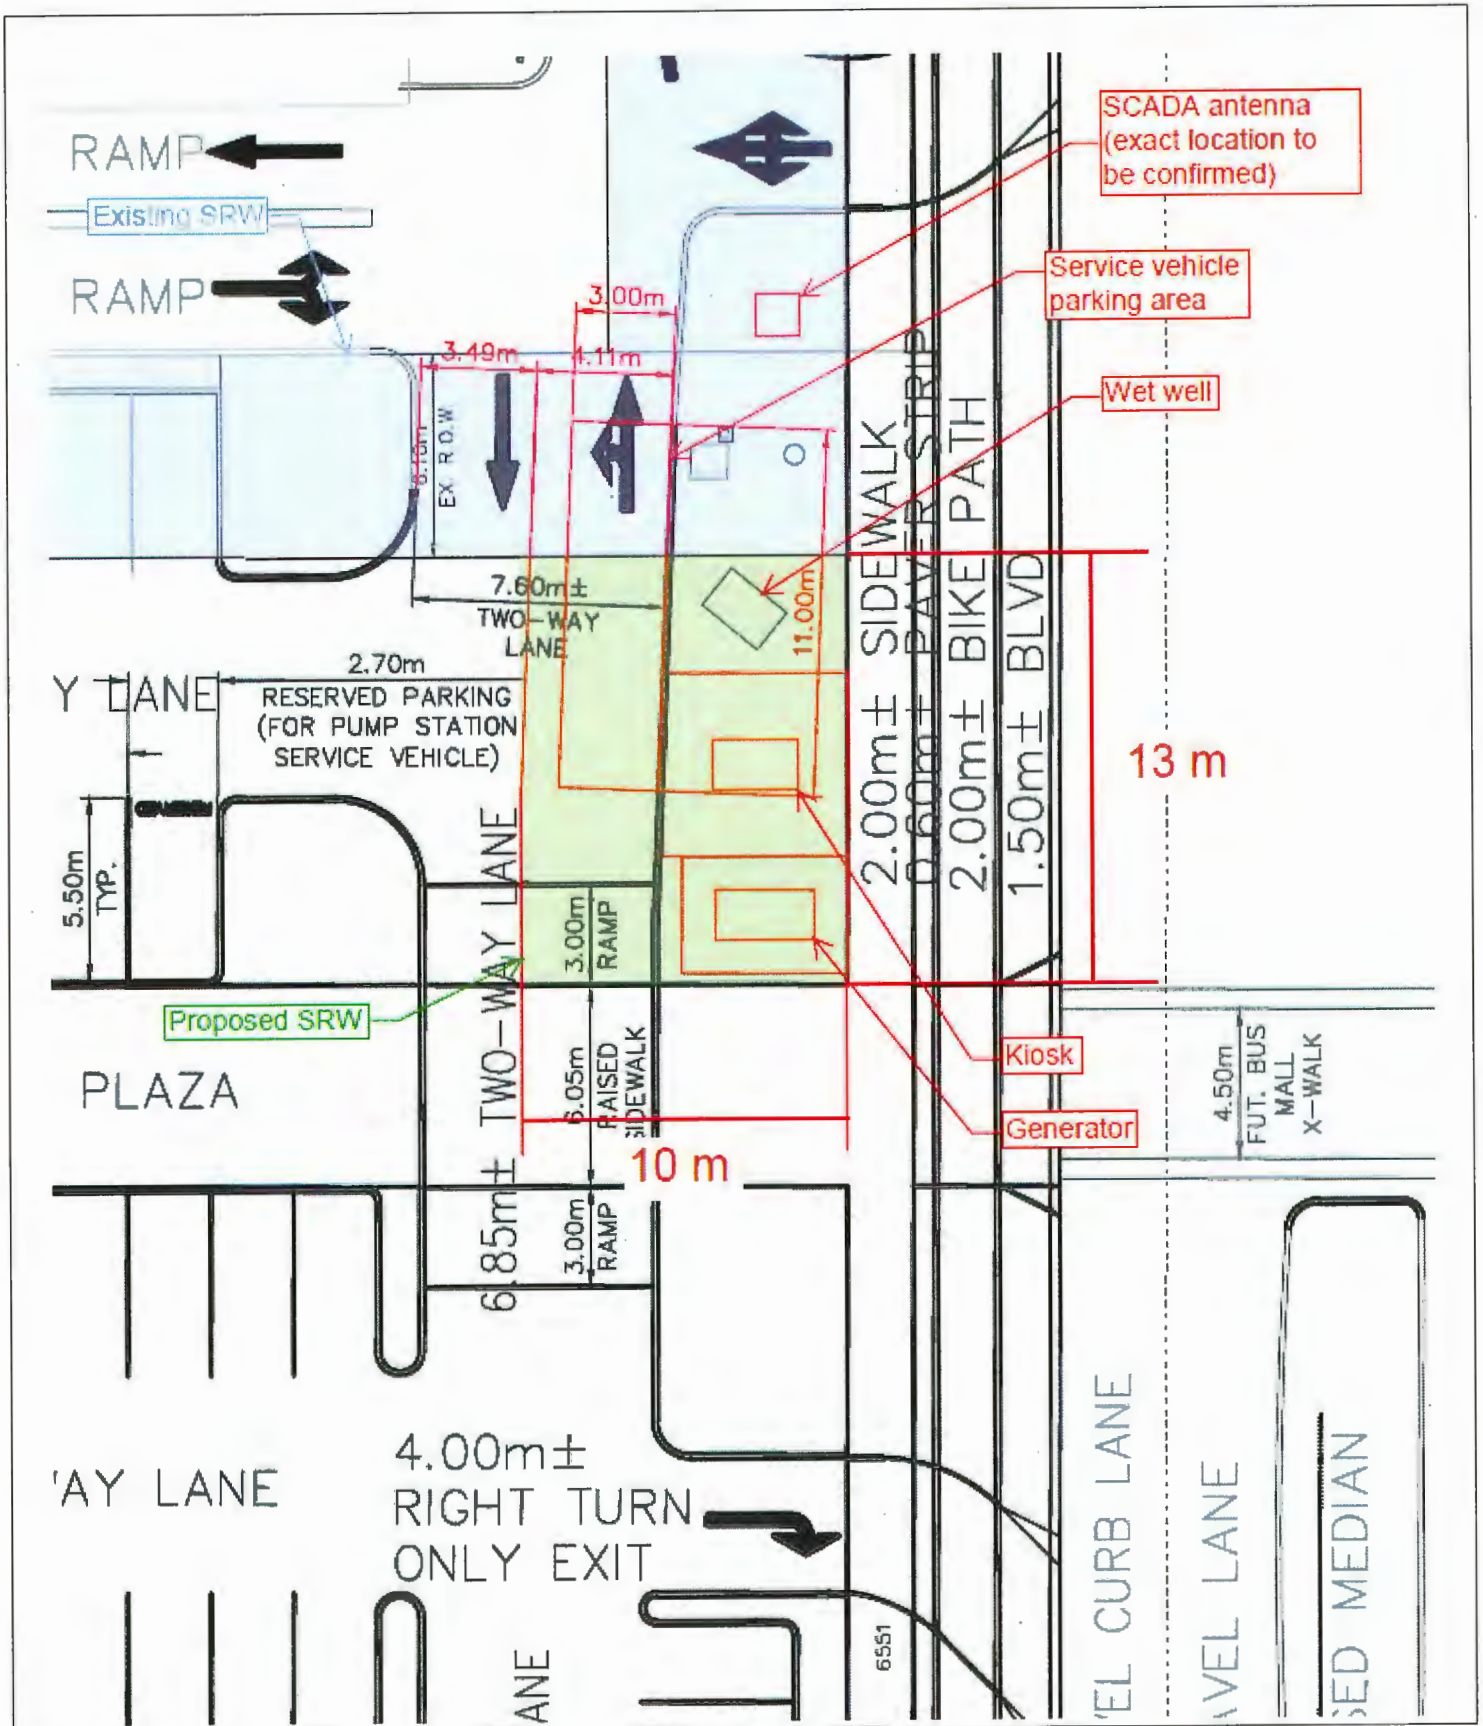 SCADA antenna
(exact location to
be confirmed)
RAMP
Existing SRW
RAMP
Service vehicle
parking area
3.00m
3.49m
4.11m
Wet well
EX. R.O.W.
2.00m± SIDEWALK
0.60m± PAVER STRIP
2.00m± BIKE PATH
1.50m± BLVD
7.60m±
TWO-WAY
LANE
11.00m
2.70m
Y LANE
RESERVED PARKING
(FOR PUMP STATION
SERVICE VEHICLE)
13 m
5.50m
TYP.
6.85m± TWO-WAY LANE
3.00m
RAMP
Proposed SRW
6.05m
RAISED
SIDEWALK
Kiosk
4.50m
FUT. BUS
MALL
X-WALK
PLAZA
Generator
10 m
3.00m
RAMP
4.00m±
RIGHT TURN
ONLY EXIT
'AY LANE
ANE
6551
'EL CURB LANE
AVEL LANE
SED MEDIAN